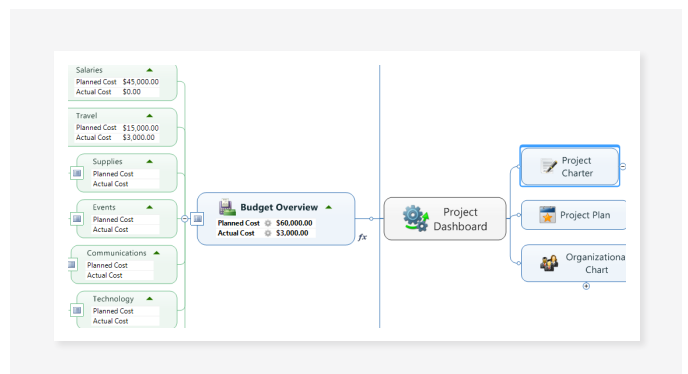 Salaries
Planned Cost $45,000.00
Actual Cost $0.00
Travel
Planned Cost $15,000.00
Actual Cost $3,000.00
Supplies
Planned Cost
Actual Cost
Events
Planned Cost
Actual Cost
Communications
Planned Cost
Actual Cost
Technology
Planned Cost
Actual Cost
Budget Overview
Planned Cost $60,000.00
Actual Cost $3,000.00
fx
Project
Dashboard
Project
Charter
Project Plan
Organizationa
Chart